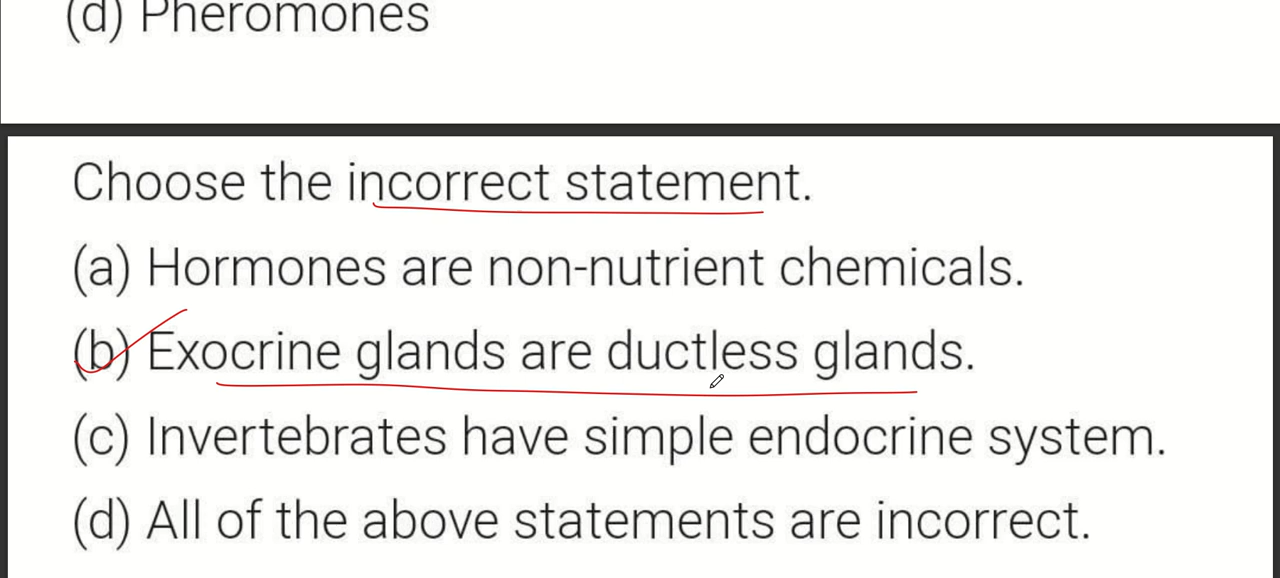 (d) Pheromones
Choose the incorrect statement.
(a) Hormones are non-nutrient chemicals.
(b) Exocrine glands are ductless glands.
(c) Invertebrates have simple endocrine system.
(d) All of the above statements are incorrect.